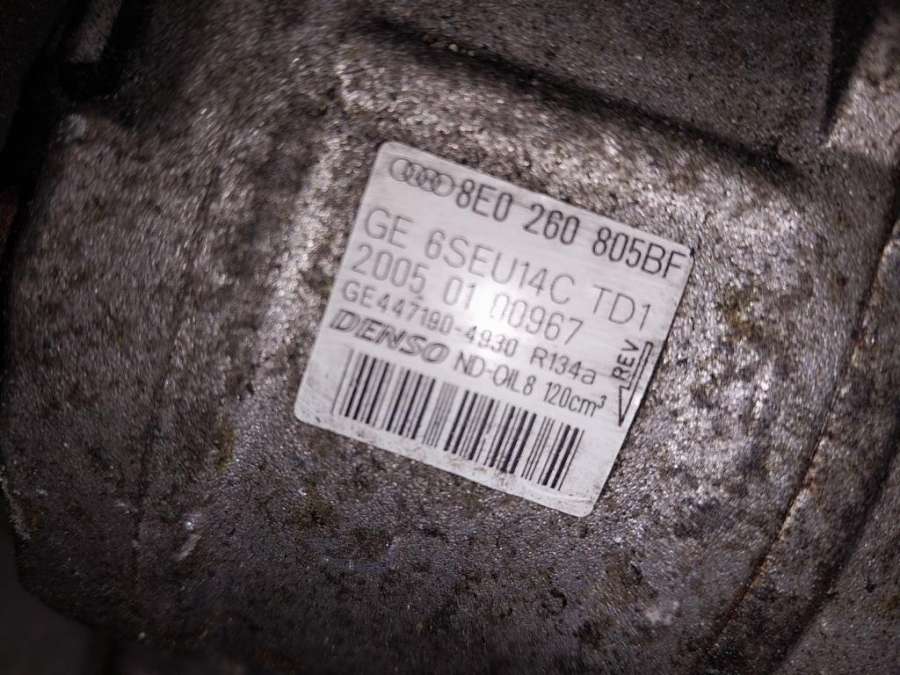 8E0 260 805BF
GE 6SEU14C TD1
2005 01 00967
GE447190-4930 R134a
DENSO ND-OIL8 120cm³
REV